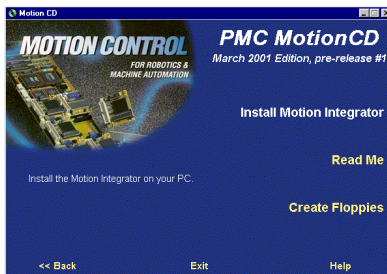 Motion CD
MOTION CONTROL
FOR ROBOTICS &
MACHINE AUTOMATION
PMC MotionCD
March 2001 Edition, pre-release #1
Install Motion Integrator
Read Me
Install the Motion Integrator on your PC.
Create Floppies
<< Back
Exit
Help